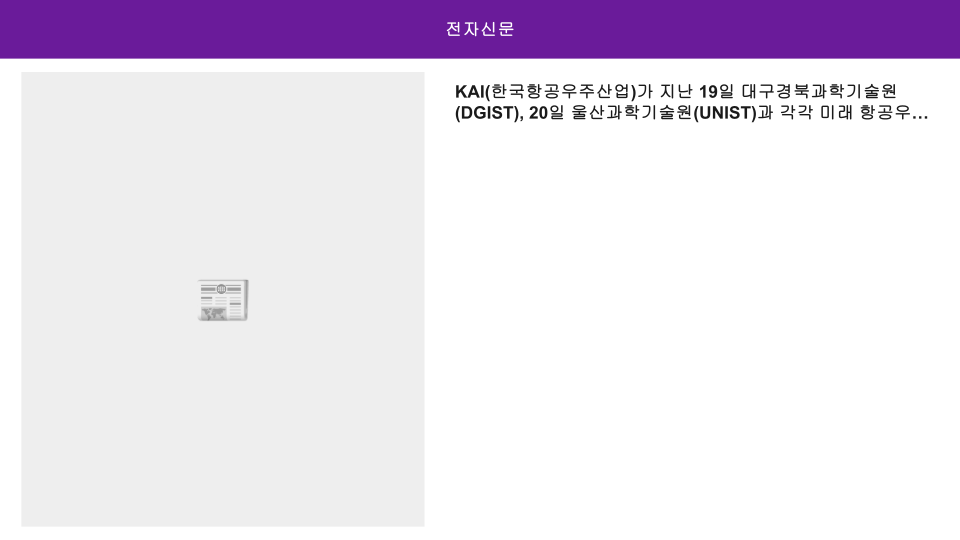 전자신문
KAI(한국항공우주산업)가 지난 19일 대구경북과학기술원
(DGIST), 20일 울산과학기술원(UNIST)과 각각 미래 항공우…